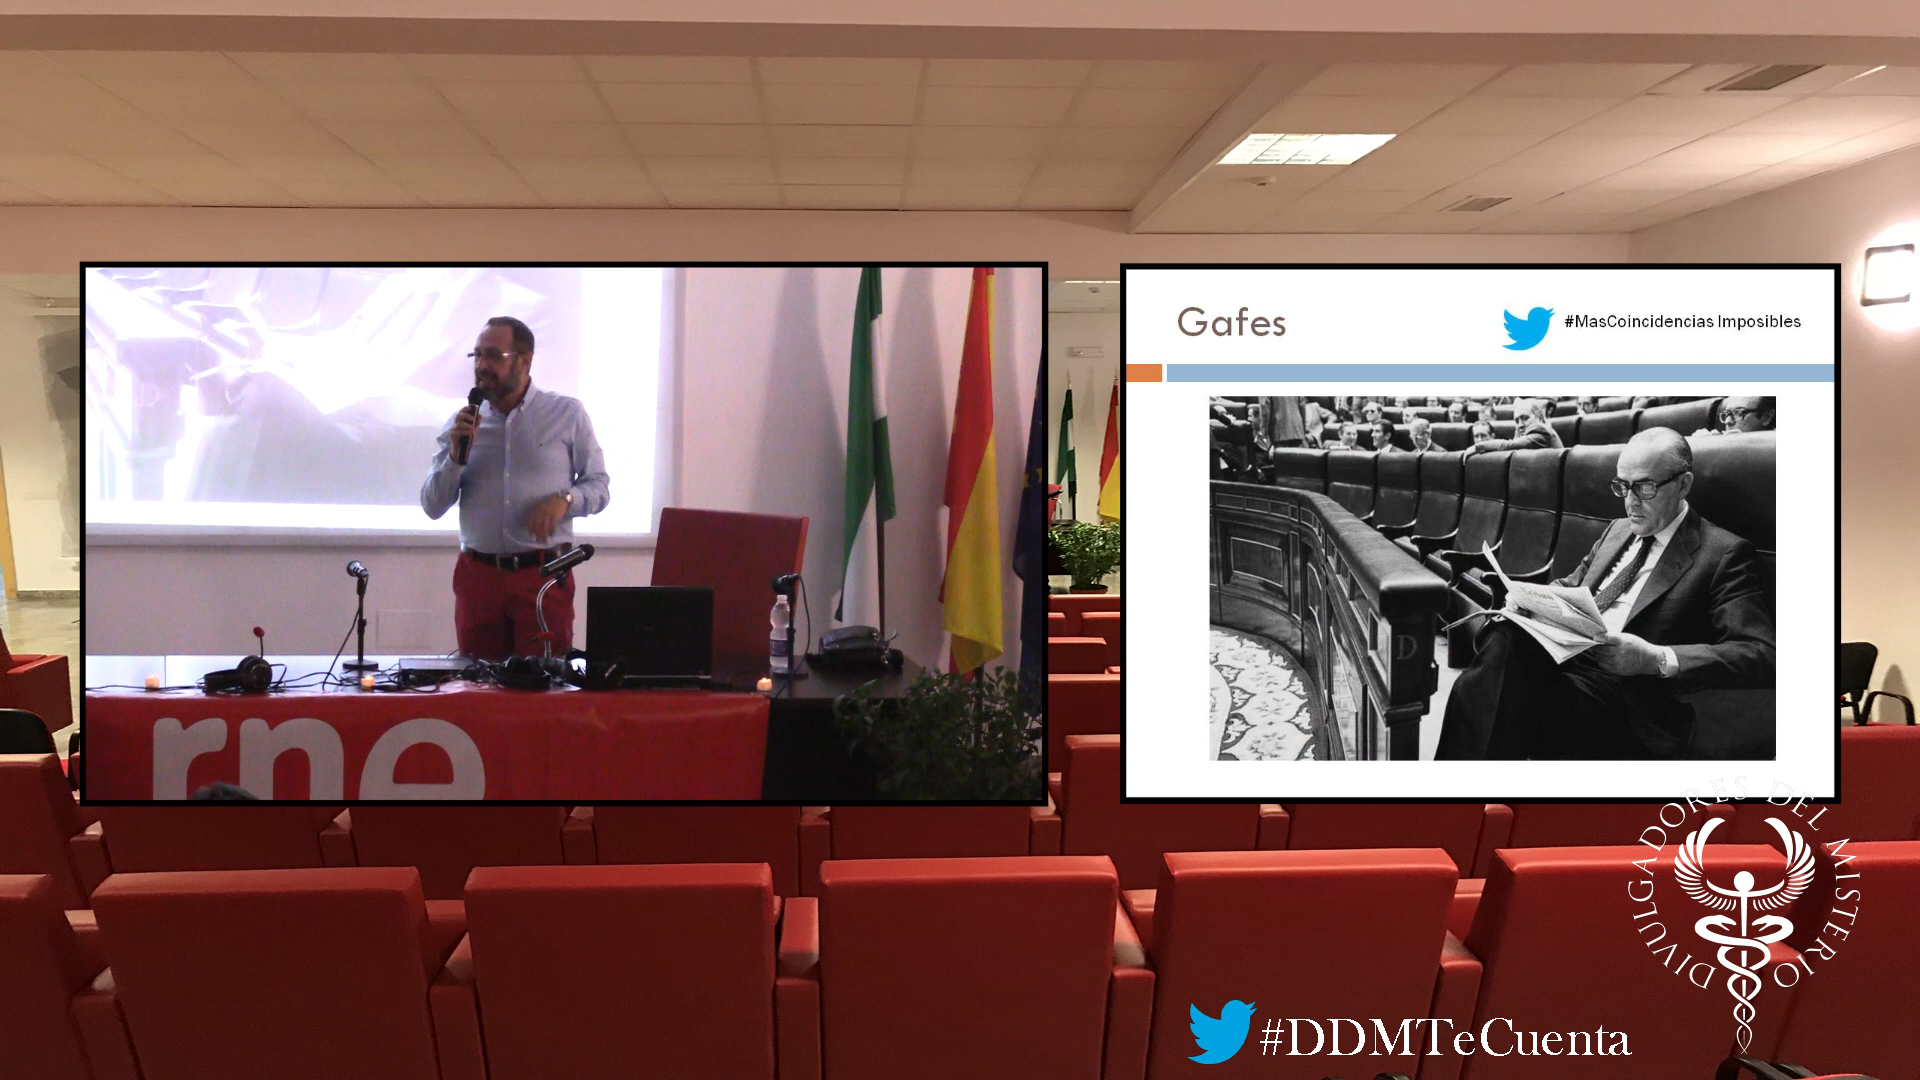 Gafes
#MasCoincidencias Imposibles
D
rne
DIVULGADORES DEL MISTERIO
#DDMTeCuenta